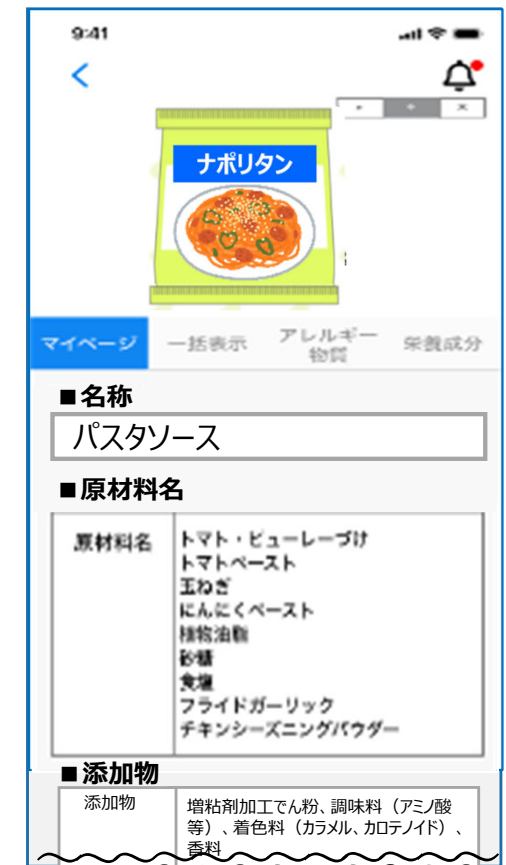 9:41
ナポリタン
マイページ
一括表示
アレルギー
物質
栄養成分
■名称
パスタソース
■原材料名
原材料名
トマト・ピューレーづけ
トマトペースト
玉ねぎ
にんにくペースト
植物油脂
砂糖
食塩
フライドガーリック
チキンシーズニングパウダー
■添加物
添加物
増粘剤加工でん粉、調味料（アミノ酸
等）、着色料（カラメル、カロテノイド）、
香料